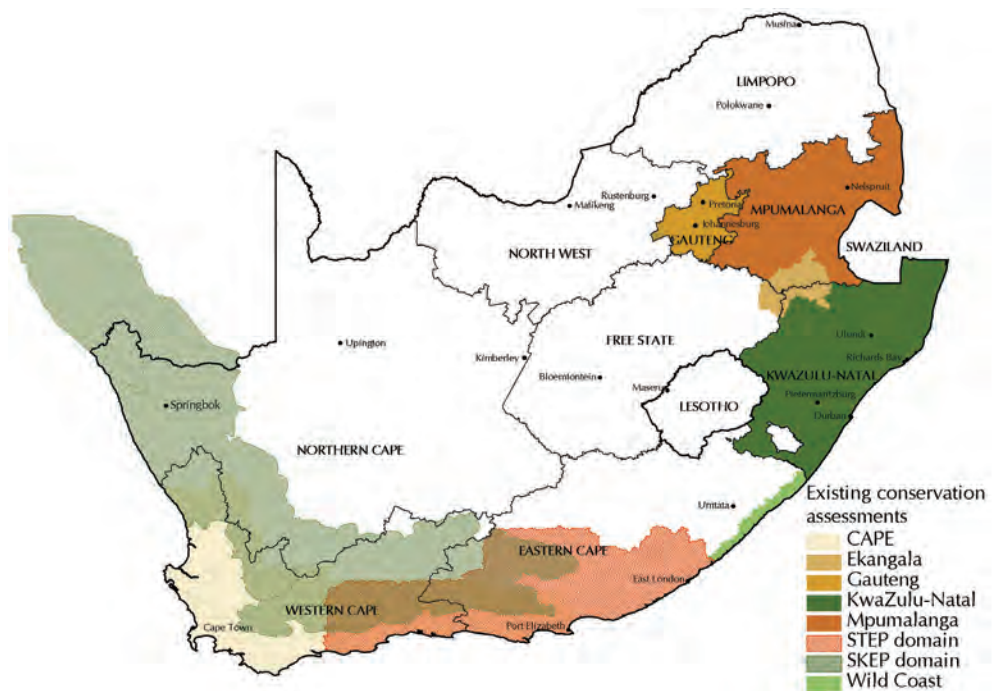 Musina
LIMPOPO
Polokwane
Nelspruit
Rustenburg
Pretoria
Mafikeng
MPUMALANGA
Johannesburg
GAUTENG
SWAZILAND
NORTH WEST
Ulundi
Upington
FREE STATE
Kimberley
Richards Bay
KWAZULU-NATAL
Bloemfontein
Maseru
Pietermaritzburg
Springbok
LESOTHO
Durban
NORTHERN CAPE
Umtata
EASTERN CAPE
East London
WESTERN CAPE
Cape Town
Port Elizabeth
Existing conservation
assessments
CAPE
Ekangala
Gauteng
KwaZulu-Natal
Mpumalanga
STEP domain
SKEP domain
Wild Coast